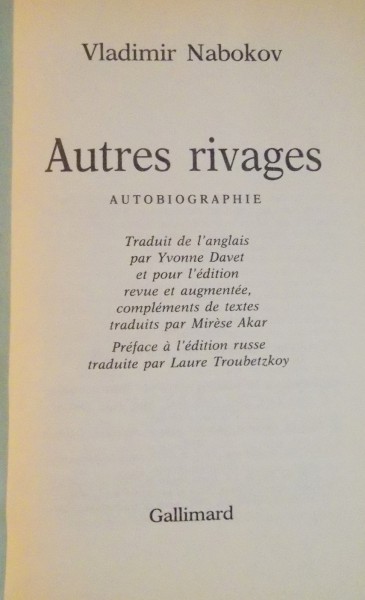 Vladimir Nabokov
Autres rivages
AUTOBIOGRAPHIE
Traduit de l'anglais
par Yvonne Davet
et pour l'édition
revue et augmentée,
compléments de textes
traduits par Mirèse Akar
Préface à l'édition russe
traduite par Laure Troubetzkoy
Gallimard